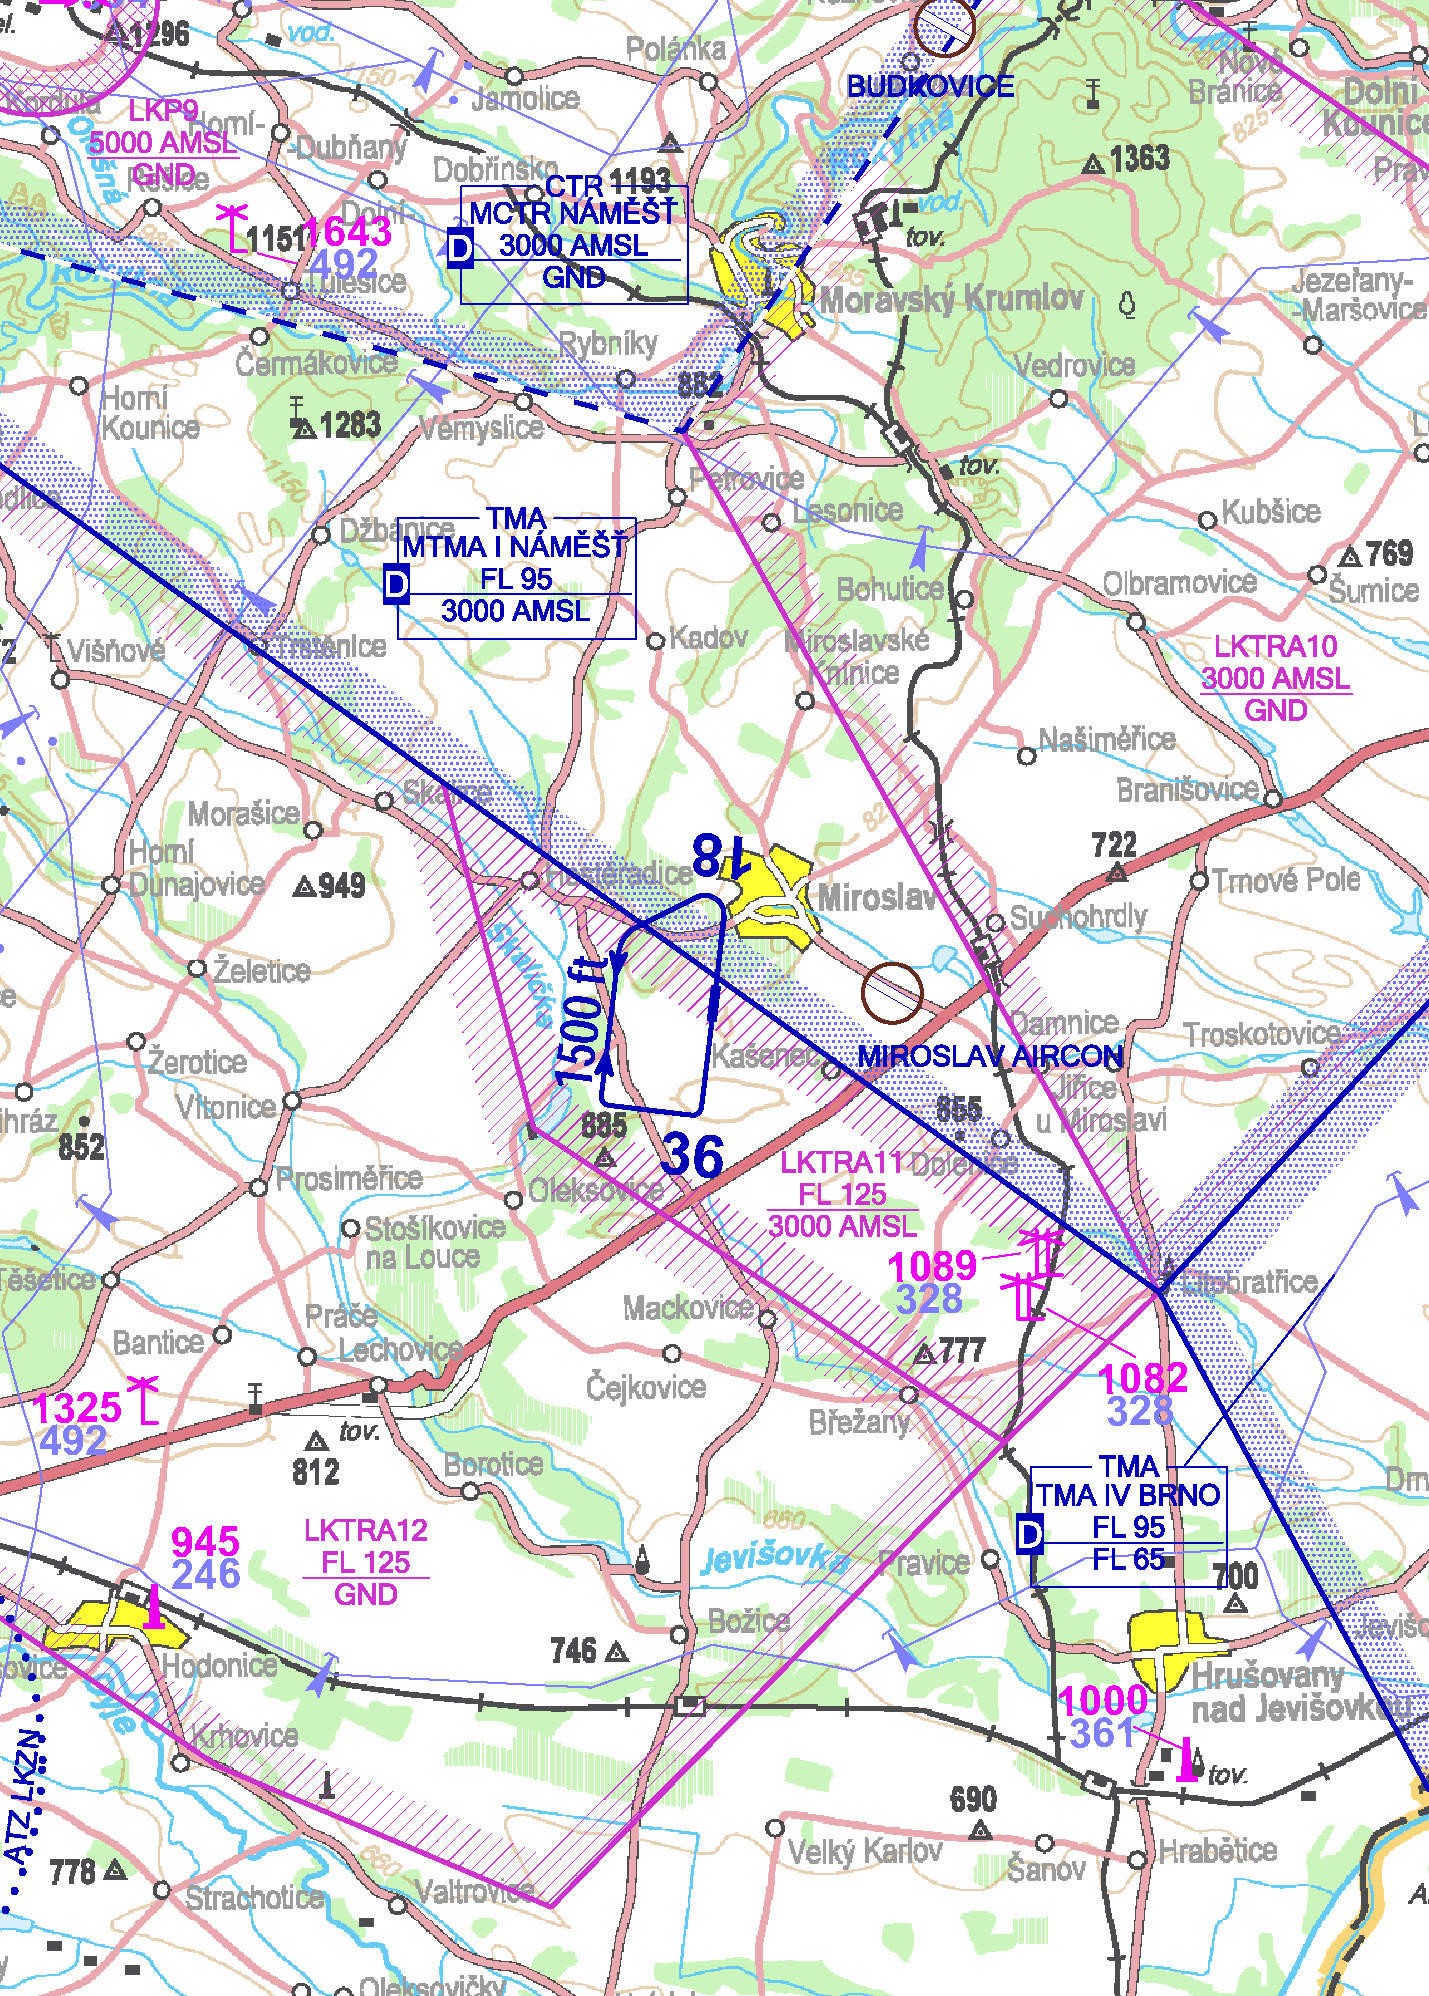 1296
vod.
Polánka
Jamolice
BUDKOVICE
Nové
Bránice
Dolní
Kounice
LKP9
5000 AMSL
GND
Horní-
-Dubňany
Dobřínsko
1193
1363
Rokytná
Rešice
Dolní-
CTR
MCTR NÁMĚŠŤ
3000 AMSL
GND
D
vod.
tov.
1151
1643
492
Tulešice
Moravský Krumlov
Jezeřany-
-Maršovice
Čermákovice
Rybníky
882
Vedrovice
Horní
Kounice
1283
Vémyslice
tov.
Petrovice
Lesonice
Kubšice
Džbánice
TMA
MTMA I NÁMĚŠŤ
FL 95
3000 AMSL
D
769
Šumice
Bohutice
Olbramovice
Višňové
Trstěnice
Kadov
Miroslavské
Knínice
LKTRA10
3000 AMSL
GND
Našiměřice
Branišovice
Skalice
Morašice
825
722
Horní
Dunajovice
949
Hostěradice
18
Miroslav
Trnové Pole
Suchohrdly
Skalička
Želetice
1500 ft
Damnice
Troskotovice
Žerotice
Kašenec
MIROSLAV AIRCON
Jiřice
u Miroslavi
Vítonice
852
885
36
855
Prosiměřice
Oleksovice
LKTRA11
FL 125
3000 AMSL
Dolenice
Stošíkovice
na Louce
1089
328
Těšetice
Litobratřice
Práče
Mackovice
Bantice
Lechovice
777
Čejkovice
1082
328
1325
492
tov.
812
Břežany
Borotice
TMA
TMA IV BRNO
FL 95
FL 65
D
945
246
LKTRA12
FL 125
GND
660
Jevišovka
Pravice
700
Božice
746
Hodonice
Hrušovany
nad Jevišovkou
Dyje
1000
361
Krhovice
tov.
ATZ LKZN
690
Velký Karlov
Šanov
Hrabětice
778
660
Strachotice
Valtrovice
Oleksovičky